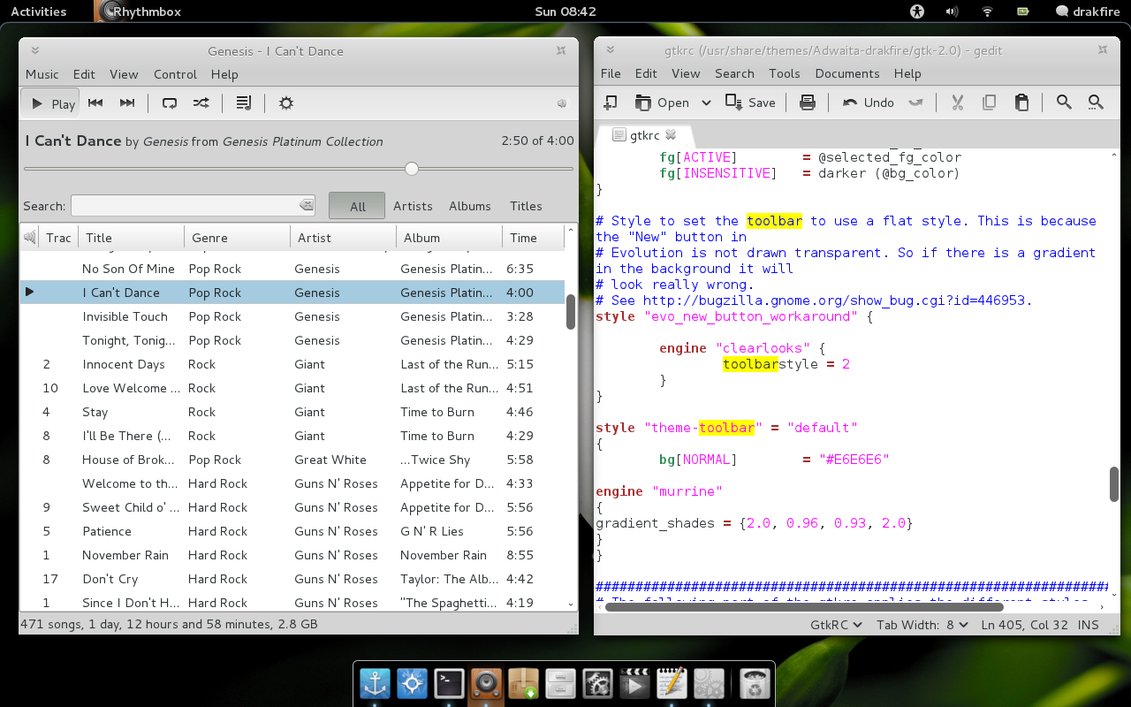 Activities Rhythmbox Sun 08:42 drakfire
Genesis - I Can't Dance
Music Edit View Control Help
Play
I Can't Dance by Genesis from Genesis Platinum Collection 2:50 of 4:00
Search: All Artists Albums Titles
Trac Title Genre Artist Album Time
No Son Of Mine Pop Rock Genesis Genesis Platin... 6:35
I Can't Dance Pop Rock Genesis Genesis Platin... 4:00
Invisible Touch Pop Rock Genesis Genesis Platin... 3:28
Tonight, Tonig... Pop Rock Genesis Genesis Platin... 4:29
2 Innocent Days Rock Giant Last of the Run... 5:15
10 Love Welcome ... Rock Giant Last of the Run... 4:51
4 Stay Rock Giant Time to Burn 4:46
8 I'll Be There (... Rock Giant Time to Burn 4:29
8 House of Brok... Pop Rock Great White ...Twice Shy 5:58
Welcome to th... Hard Rock Guns N' Roses Appetite for D... 4:33
9 Sweet Child o' ... Hard Rock Guns N' Roses Appetite for D... 5:56
5 Patience Hard Rock Guns N' Roses G N' R Lies 5:56
1 November Rain Hard Rock Guns N' Roses November Rain 8:55
17 Don't Cry Hard Rock Guns N' Roses Taylor: The Alb... 4:42
1 Since I Don't H... Hard Rock Guns N' Roses "The Spaghetti... 4:19
471 songs, 1 day, 12 hours and 58 minutes, 2.8 GB
gtkrc (/usr/share/themes/Adwaita-drakfire/gtk-2.0) - gedit
File Edit View Search Tools Documents Help
Open Save Undo
gtkrc
fg[ACTIVE] = @selected_fg_color
fg[INSENSITIVE] = darker (@bg_color)
}
# Style to set the toolbar to use a flat style. This is because
the "New" button in
# Evolution is not drawn transparent. So if there is a gradient
in the background it will
# look really wrong.
# See http://bugzilla.gnome.org/show_bug.cgi?id=446953.
style "evo_new_button_workaround" {
engine "clearlooks" {
toolbarstyle = 2
}
}
style "theme-toolbar" = "default"
{
bg[NORMAL] = "#E6E6E6"
engine "murrine"
{
gradient_shades = {2.0, 0.96, 0.93, 2.0}
}
}
################################################################
# The following part of the gtkrc applies the different styles
GtkRC Tab Width: 8 Ln 405, Col 32 INS